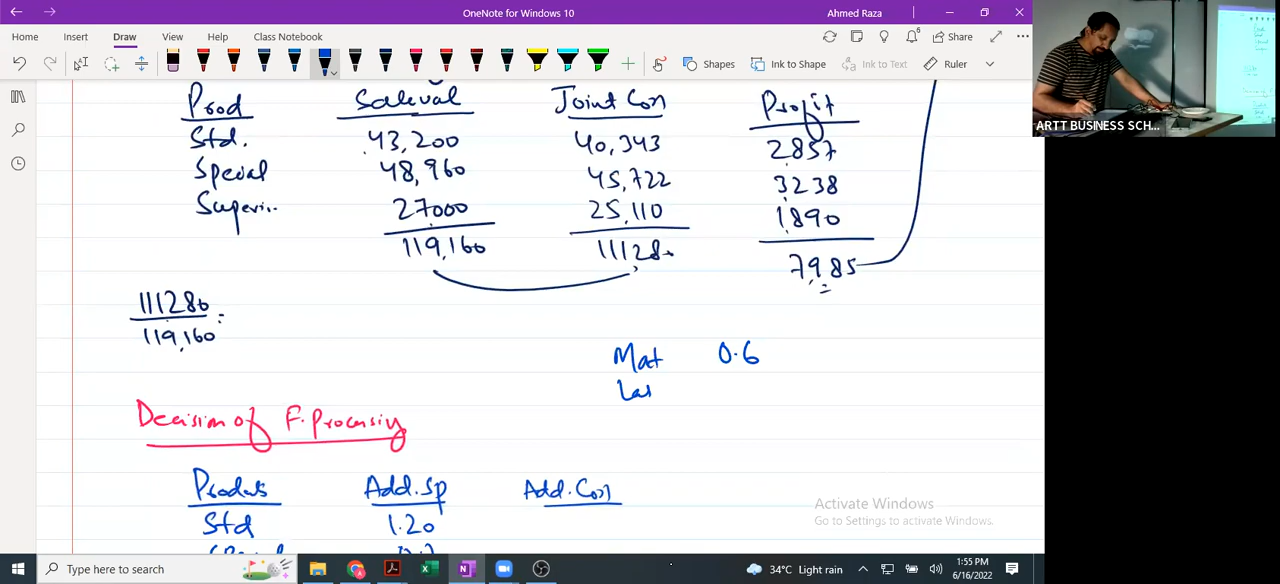 OneNote for Windows 10
Ahmed Raza
Home Insert Draw View Help Class Notebook
Share
Shapes Ink to Shape Ink to Text Ruler
ARTT BUSINESS SCH...
Prod Saleval Joint Con Profit
Std. 43,200 40,343 2857
Special 48,960 45,722 3238
Superi.. 27000 25,110 1890
119,160 111280 7985
111280 =
119,160
Mat 0.6
Lab
Decision of F. Processing
Products Add. Sp Add. Con
Std 1.20
Activate Windows
Go to Settings to activate Windows.
Type here to search
34°C Light rain
1:55 PM
6/16/2022